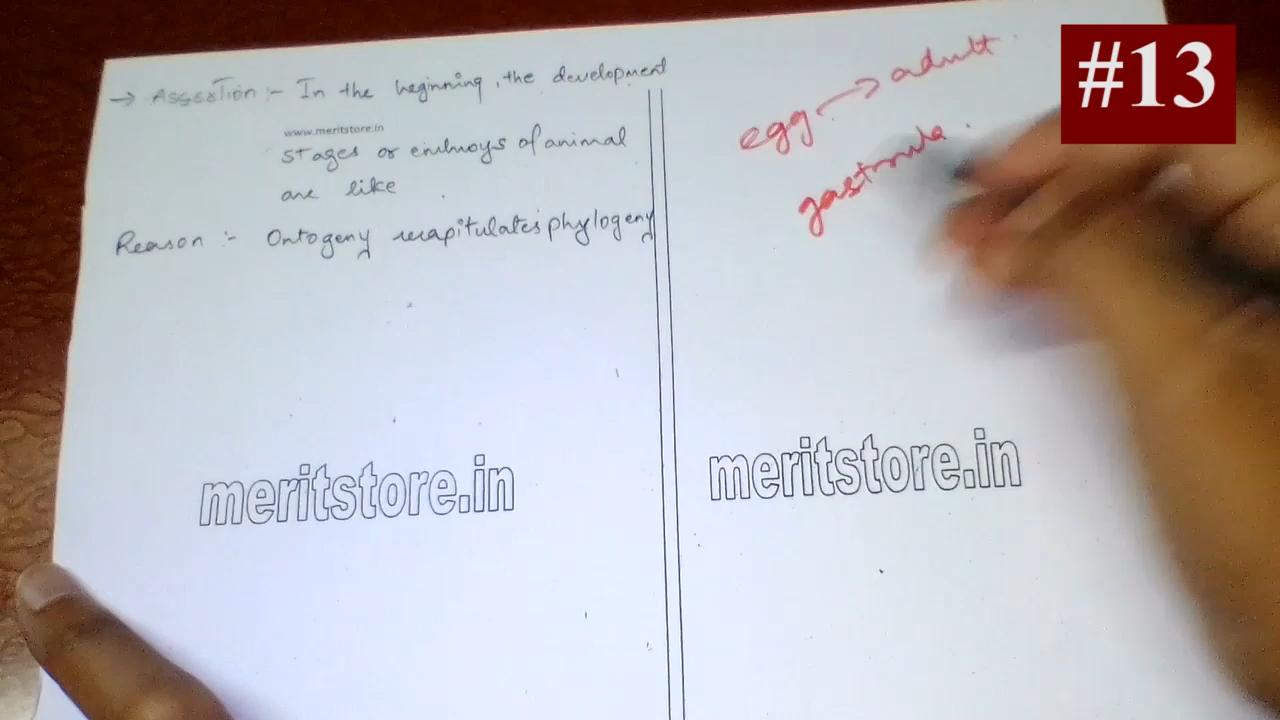 → Assertion :- In the beginning, the development
www.meritstore.in
stages or embroys of animal
are like
Reason :- Ontogeny recapitulates phylogeny
egg → adult
gastrula.
#13
meritstore.in
meritstore.in